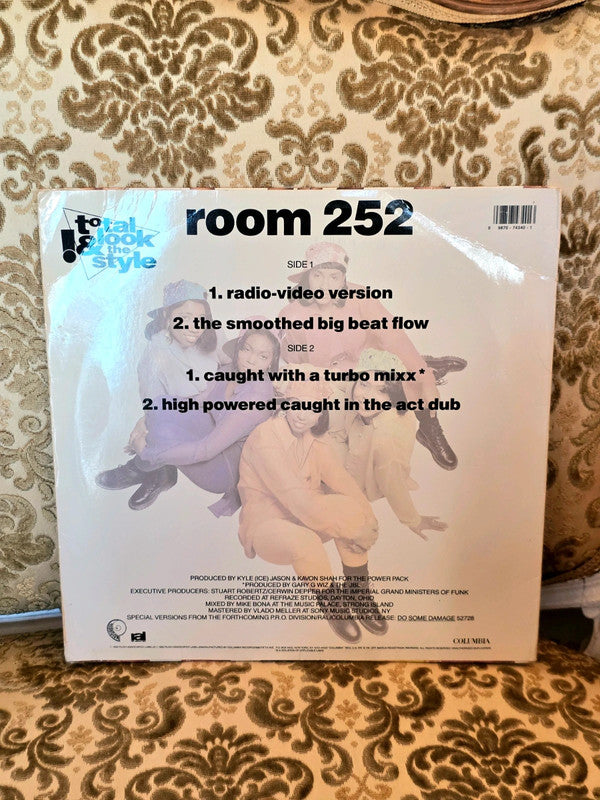 total
look
!&the
style
room 252
SIDE 1
1. radio-video version
2. the smoothed big beat flow
SIDE 2
1. caught with a turbo mixx*
2. high powered caught in the act dub
PRODUCED BY KYLE (ICE) JASON & KAVON SHAH FOR THE POWER PACK
*PRODUCED BY GARY G WIZ & THE JBL
EXECUTIVE PRODUCERS: STUART ROBERTZ/CERWIN DEPPER FOR THE IMPERIAL GRAND MINISTERS OF FUNK
RECORDED AT REFRAZE STUDIOS, DAYTON, OHIO
MIXED BY MIKE BONA AT THE MUSIC PALACE, STRONG ISLAND
MASTERED BY VLADO MELLER AT SONY MUSIC STUDIOS, NY
SPECIAL VERSIONS FROM THE FORTHCOMING P.R.O. DIVISION/RAL/COLUMBIA RELEASE: DO SOME DAMAGE 52728
ral
COLUMBIA